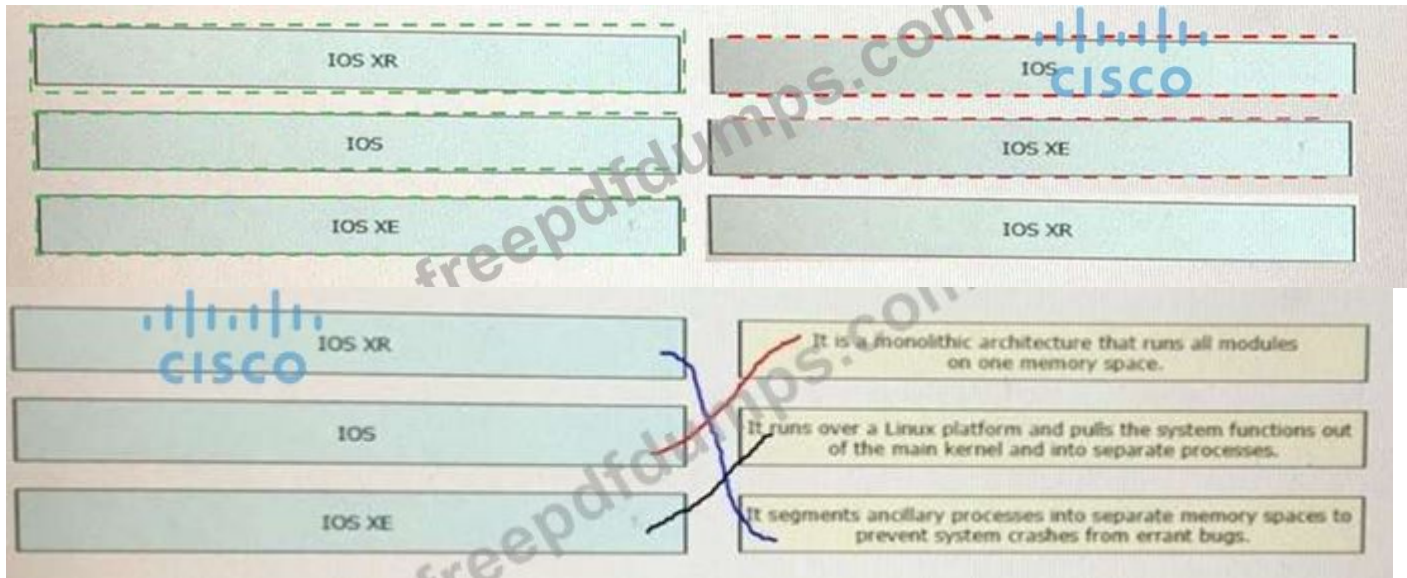 IOS XR
IOS
CISCO
IOS
IOS XE
IOS XE
IOS XR
freepdfdumps.com
CISCO
IOS XR
It is a monolithic architecture that runs all modules
on one memory space.
IOS
It runs over a Linux platform and pulls the system functions out
of the main kernel and into separate processes.
IOS XE
It segments ancillary processes into separate memory spaces to
prevent system crashes from errant bugs.
freepdfdumps.com